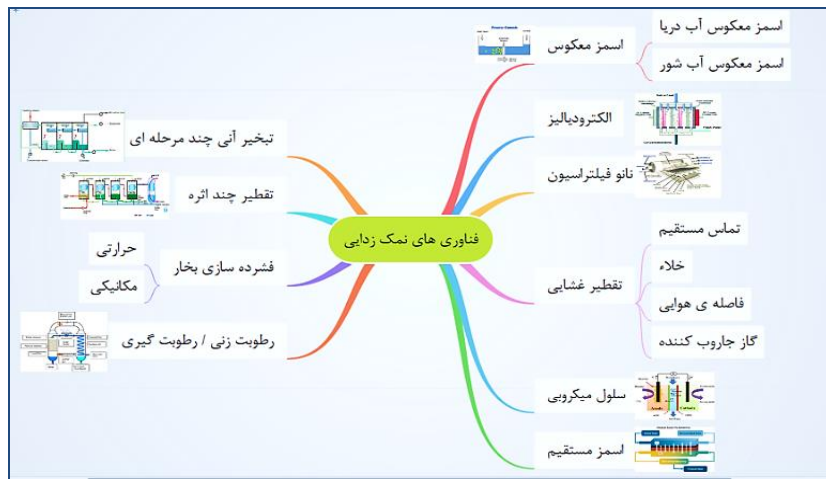 فناوری های نمک زدایی
اسمز معکوس
اسمز معکوس آب دریا
اسمز معکوس آب شور
الکترودیالیز
نانو فیلتراسیون
تقطیر غشایی
تماس مستقیم
خلاء
فاصله ی هوایی
گاز جاروب کننده
سلول میکروبی
اسمز مستقیم
تبخیر آنی چند مرحله ای
تقطیر چند اثره
فشرده سازی بخار
حرارتی
مکانیکی
رطوبت زنی / رطوبت گیری
Anode
Cathode